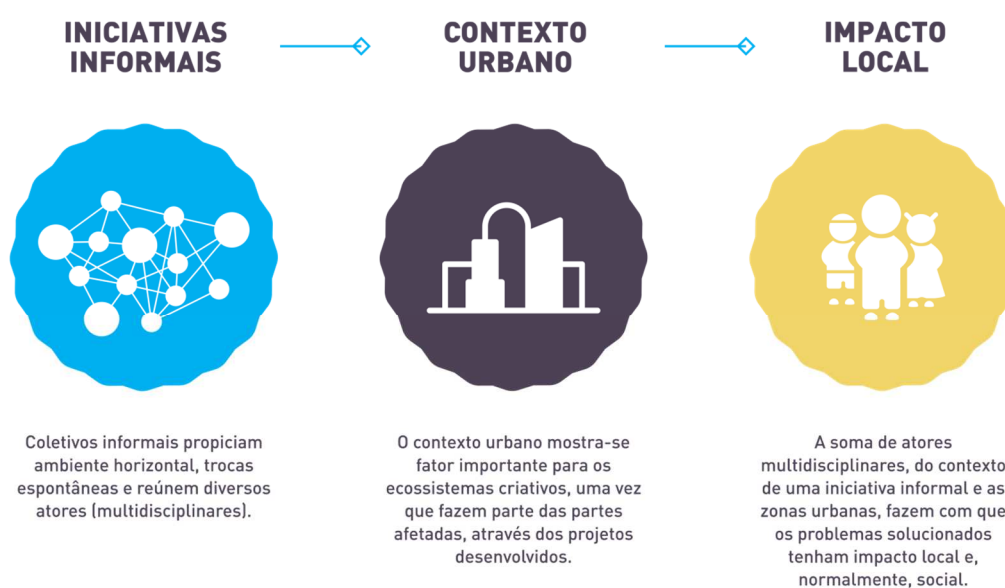 INICIATIVAS
INFORMAIS
CONTEXTO
URBANO
IMPACTO
LOCAL
Coletivos informais propiciam
ambiente horizontal, trocas
espontâneas e reúnem diversos
atores (multidisciplinares).
O contexto urbano mostra-se
fator importante para os
ecossistemas criativos, uma vez
que fazem parte das partes
afetadas, através dos projetos
desenvolvidos.
A soma de atores
multidisciplinares, do contexto
de uma iniciativa informal e as
zonas urbanas, fazem com que
os problemas solucionados
tenham impacto local e,
normalmente, social.